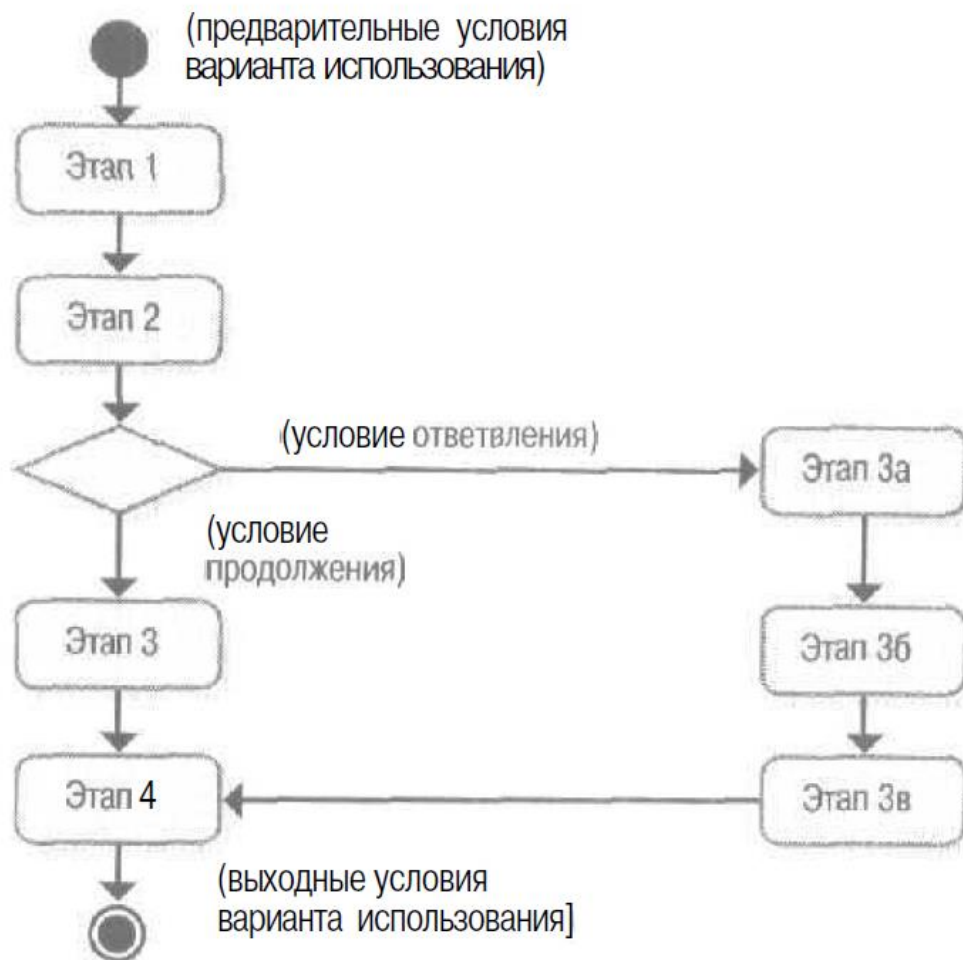 (предварительные условия
варианта использования)
Этап 1
Этап 2
(условие ответвления)
Этап 3а
(условие
продолжения)
Этап 3
Этап 3б
Этап 4
Этап 3в
(выходные условия
варианта использования]